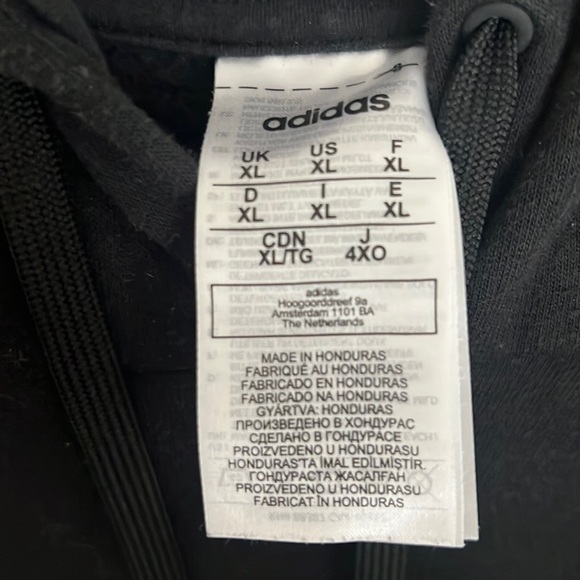 adidas
UK US F
XL XL XL
D I E
XL XL XL
CDN J
XL/TG 4XO
adidas
Hoogoorddreef 9a
Amsterdam 1101 BA
The Netherlands
MADE IN HONDURAS
FABRIQUÉ AU HONDURAS
FABRICADO EN HONDURAS
FABRICADO NA HONDURAS
GYÁRTVA: HONDURAS
ПРОИЗВЕДЕНО В ХОНДУРАС
СДЕЛАНО В ГОНДУРАСЕ
PROIZVEDENO U HONDURASU
HONDURAS'TA İMAL EDİLMİŞTİR.
ГОНДУРАСТА ЖАСАЛҒАН
PROIZVEDENO U HONDURASU
FABRICAT ÎN HONDURAS